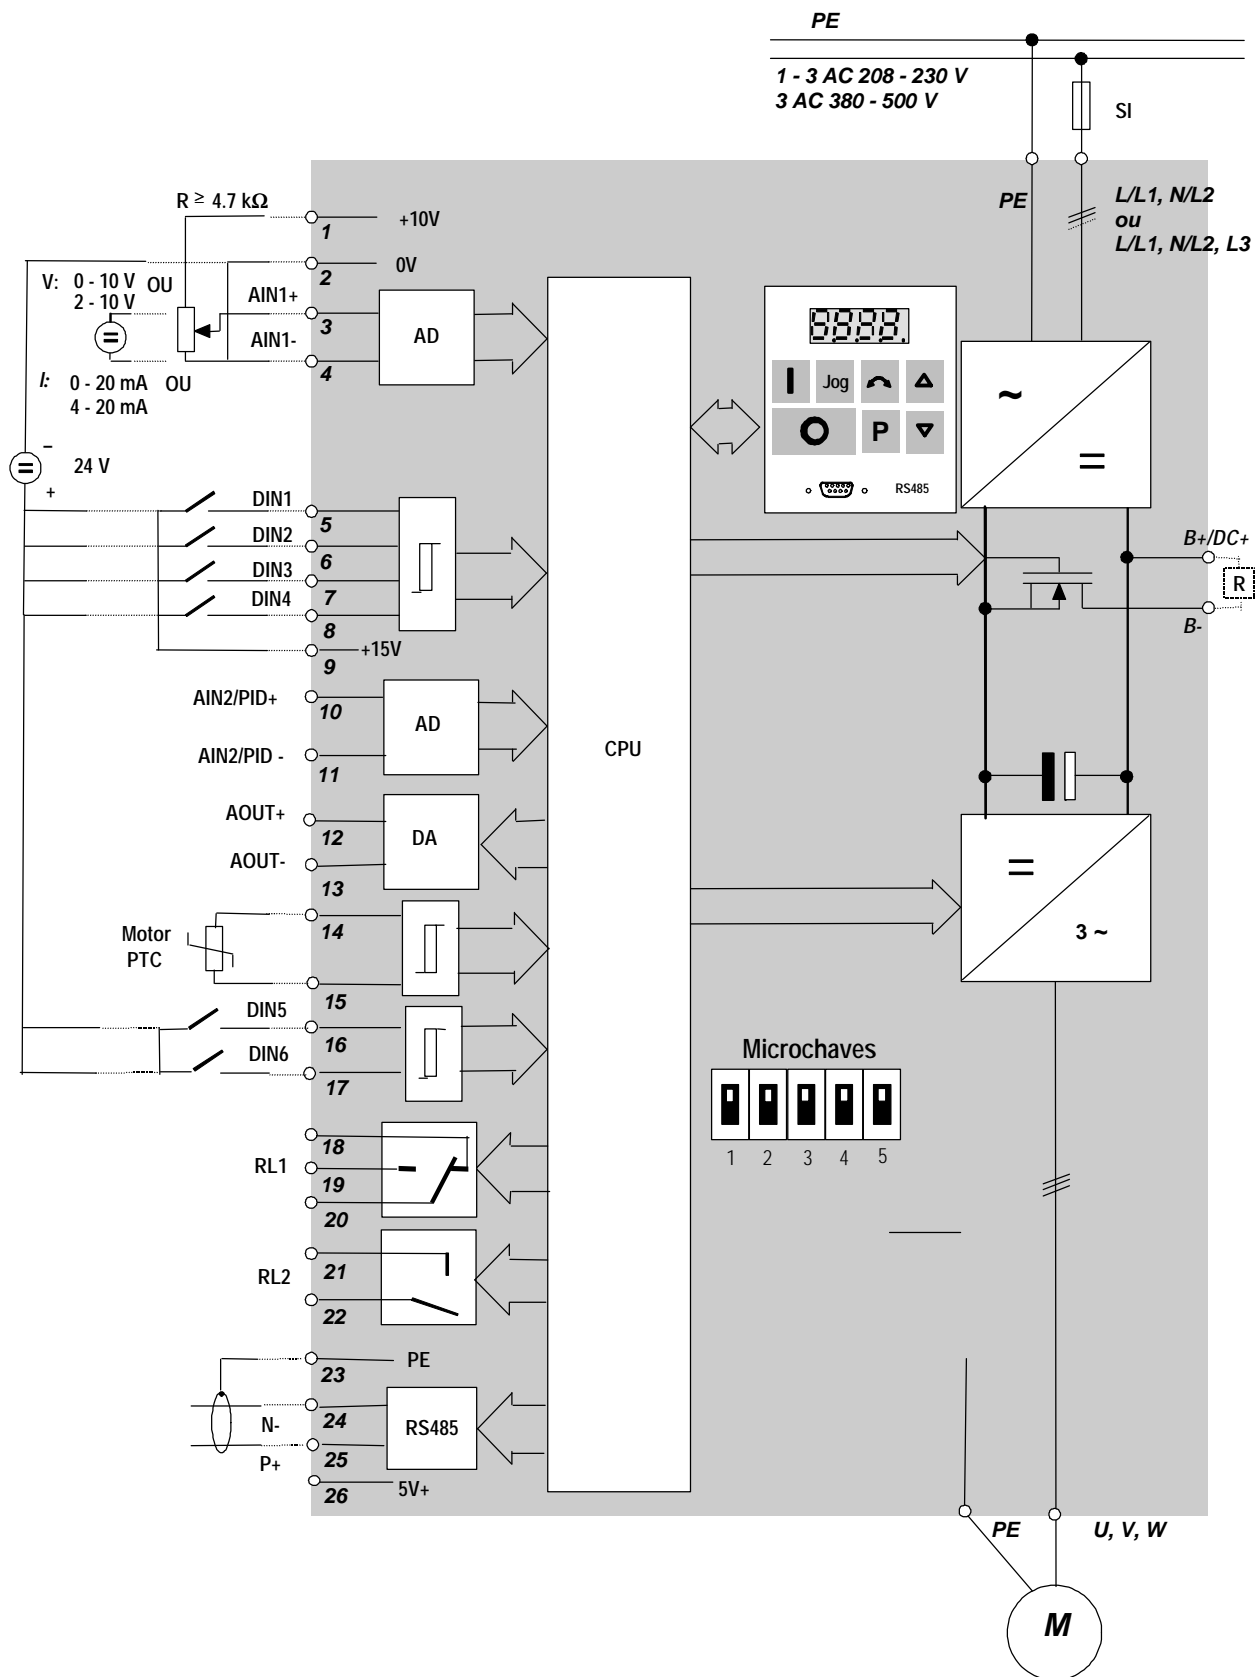 PE
1 - 3 AC 208 - 230 V
3 AC 380 - 500 V
SI
R ≥ 4.7 kΩ
1
+10V
PE
L/L1, N/L2
ou
L/L1, N/L2, L3
2
0V
V: 0 - 10 V OU
2 - 10 V
AIN1+
3
AIN1-
4
AD
I: 0 - 20 mA OU
4 - 20 mA
8.8.8.8.
Jog
P
RS485
~
=
–
=
24 V
+
DIN1
5
DIN2
6
DIN3
7
DIN4
8
9
+15V
B+/DC+
R
B-
AIN2/PID+
10
AD
AIN2/PID -
11
CPU
AOUT+
12
DA
AOUT-
13
=
3 ~
Motor
PTC
14
15
DIN5
16
DIN6
17
Microchaves
1 2 3 4 5
18
RL1
19
20
21
RL2
22
23
PE
24
N-
RS485
25
P+
26
5V+
PE
U, V, W
M